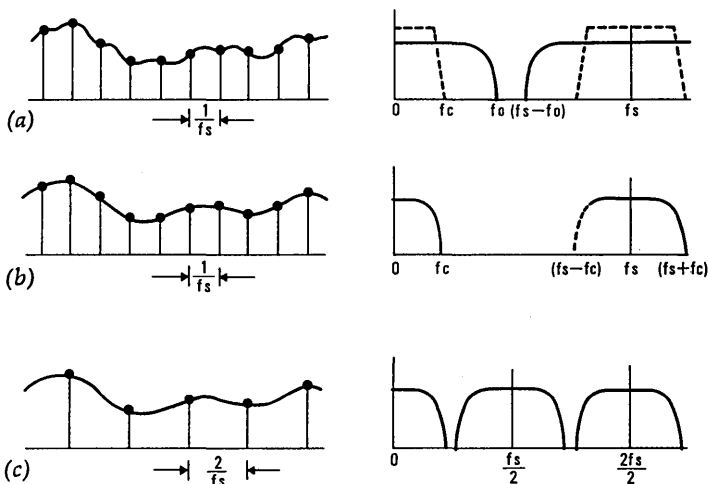 (a)
1/fs
0 fc fo (fs−fo) fs
(b)
1/fs
0 fc (fs−fc) fs (fs+fc)
(c)
2/fs
0 fs/2 2fs/2